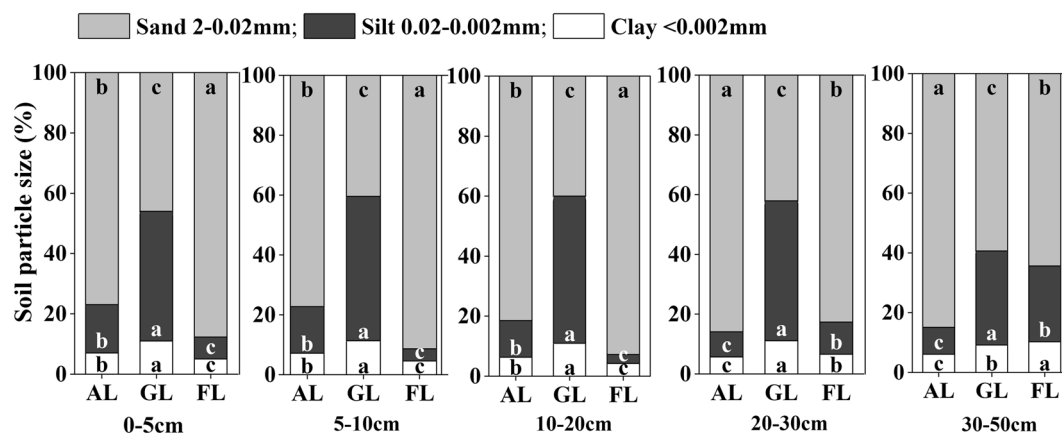 Sand 2-0.02mm; Silt 0.02-0.002mm; Clay <0.002mm
Soil particle size (%)
100
80
60
40
20
0
b c a
b a c
b a c
AL GL FL
0-5cm
100
80
60
40
20
0
b c a
b a c
b a c
AL GL FL
5-10cm
100
80
60
40
20
0
b c a
b a c
b a c
AL GL FL
10-20cm
100
80
60
40
20
0
a c b
c a b
c a b
AL GL FL
20-30cm
100
80
60
40
20
0
a c b
c a b
c b a
AL GL FL
30-50cm